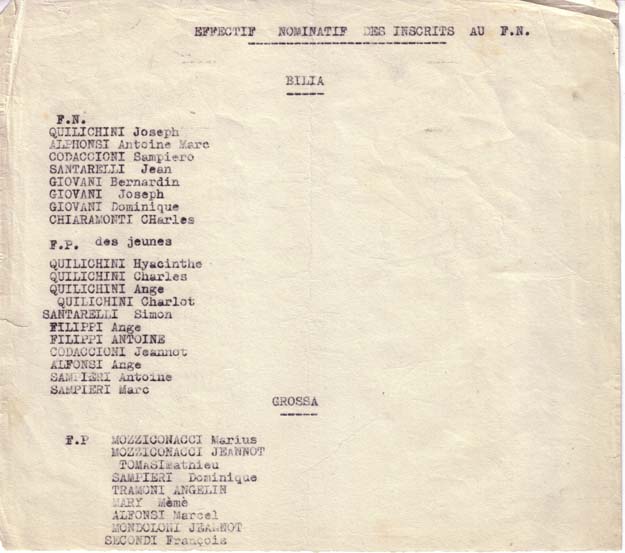 EFFECTIF NOMINATIF DES INSCRITS AU F.N.
BILIA
F.N.
QUILICHINI Joseph
ALPHONSI Antoine Marc
CODACCIONI Sampiero
SANTARELLI Jean
GIOVANI Bernardin
GIOVANI Joseph
GIOVANI Dominique
CHIARAMONTI CHarles
F.P. des jeunes
QUILICHINI Hyacinthe
QUILICHINI Charles
QUILICHINI Ange
QUILICHINI Charlot
SANTARELLI Simon
FILIPPI Ange
FILIPPI ANTOINE
CODACCIONI Jeannot
ALFONSI Ange
SAMPIERI Antoine
SAMPIERI Marc
GROSSA
F.P MOZZICONACCI Marius
MOZZICONACCI JEANNOT
TOMASImathieu
SAMPIERI Dominique
TRAMONI ANGELIN
MARY Mèmè
ALFONSI Marcel
MONDOLONI JEANNOT
SECONDI François